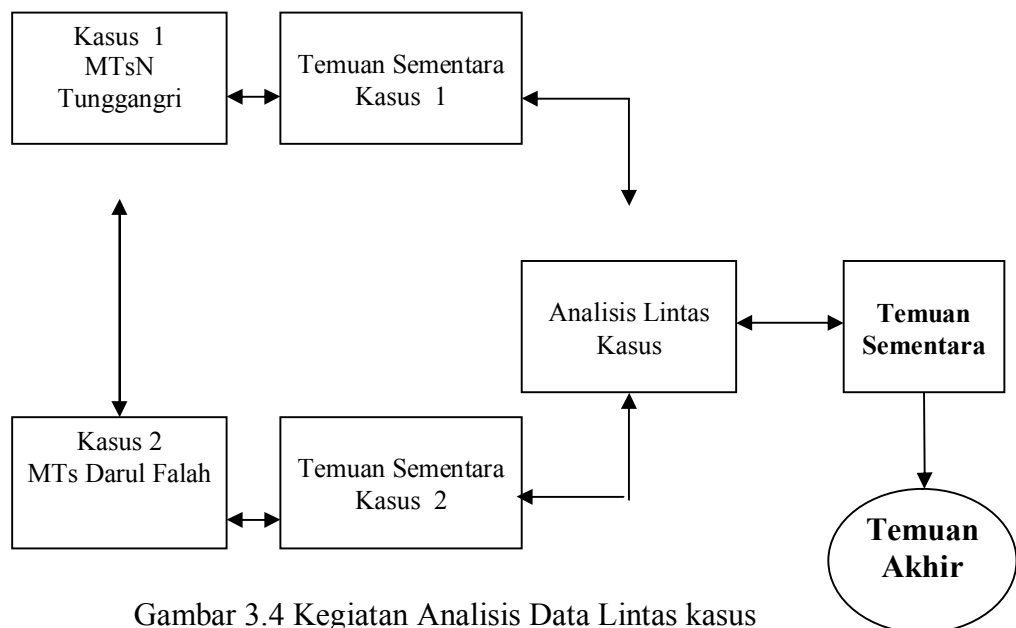 Kasus 1
MTsN
Tunggangri
Temuan Sementara
Kasus 1
Analisis Lintas
Kasus
Temuan
Sementara
Kasus 2
MTs Darul Falah
Temuan Sementara
Kasus 2
Temuan
Akhir
Gambar 3.4 Kegiatan Analisis Data Lintas kasus